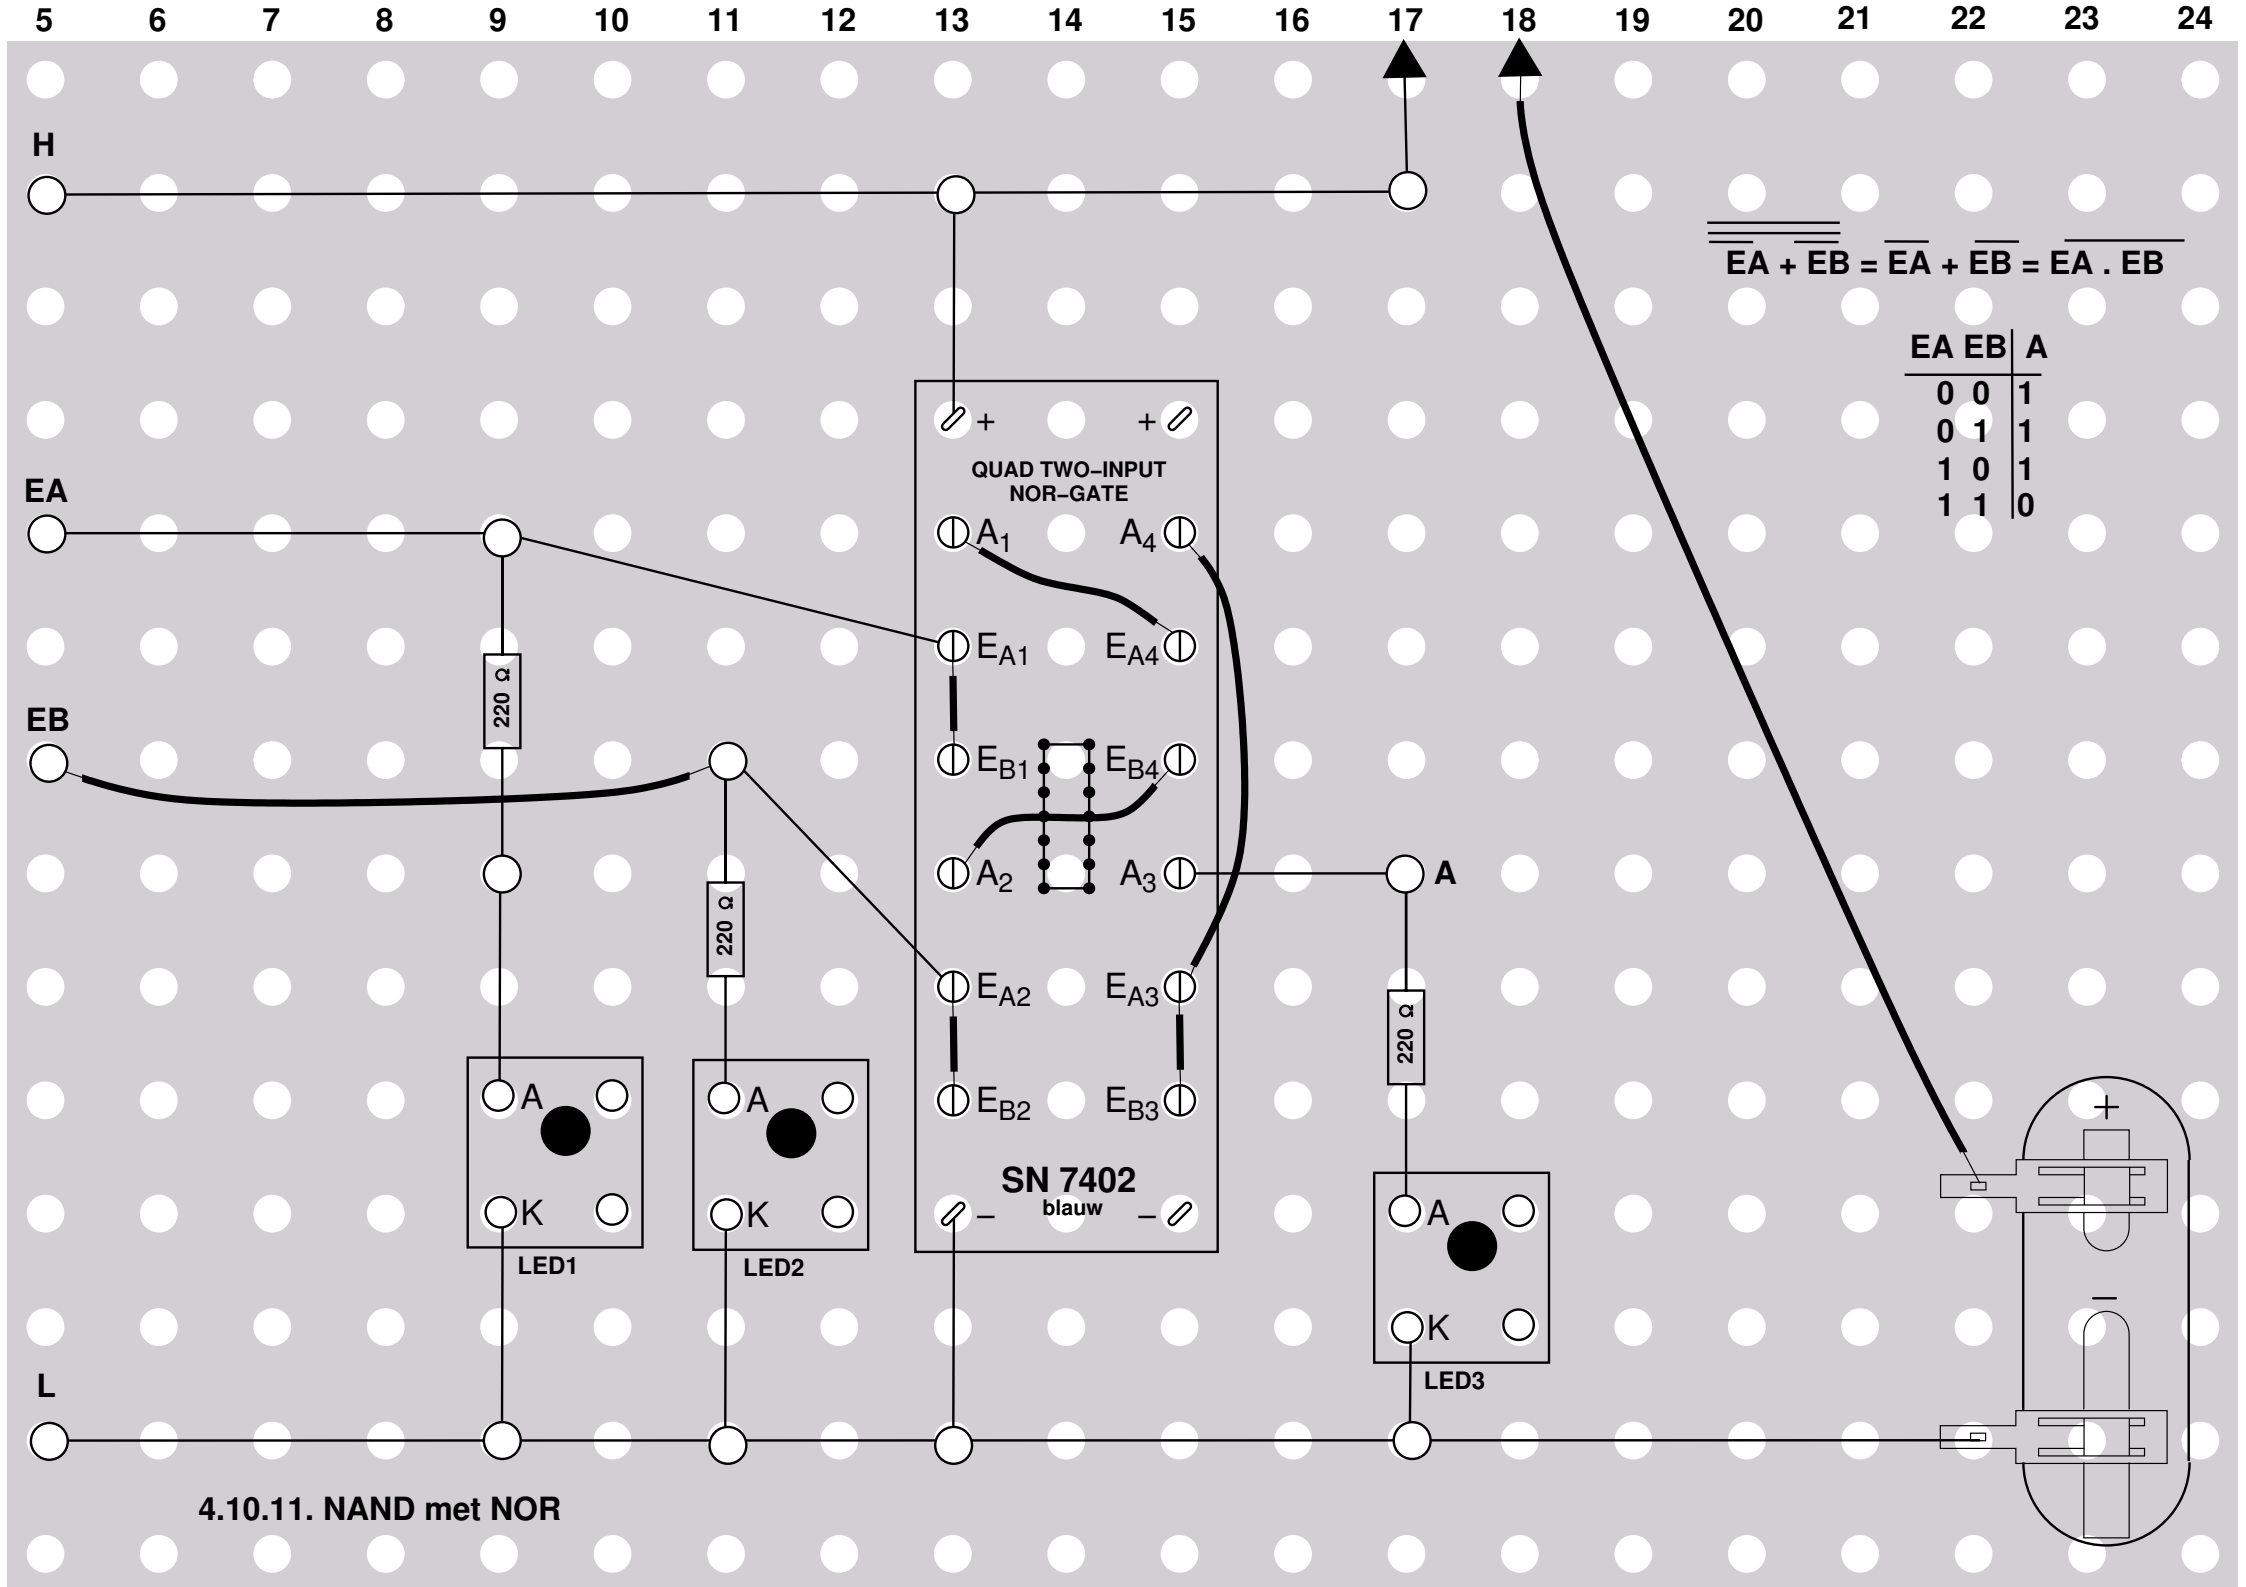 5 6 7 8 9 10 11 12 13 14 15 16 17 18 19 20 21 22 23 24
H
EA + EB = EA + EB = EA . EB
EA EB A
0 0 1
0 1 1
1 0 1
1 1 0
+ +
QUAD TWO–INPUT
NOR–GATE
EA
A1 A4
EA1 EA4
220 Ω
EB
EB1 EB4
A2 A3 A
220 Ω
EA2 EA3
220 Ω
A A
EB2 EB3
+
SN 7402
blauw
K K – – A
LED1 LED2
–
K
LED3
L
4.10.11. NAND met NOR